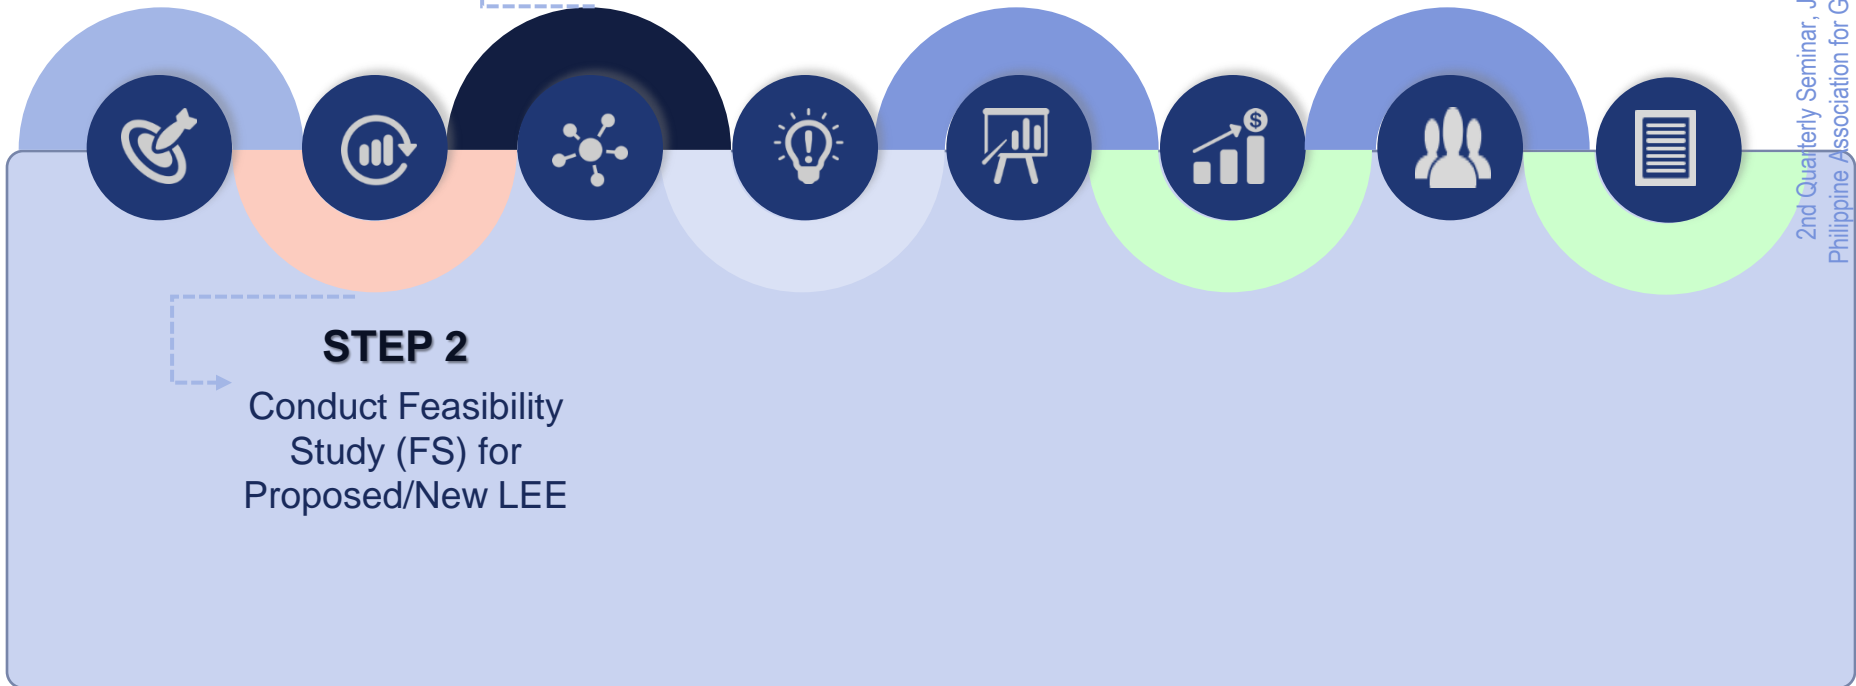 STEP 2
Conduct Feasibility
Study (FS) for
Proposed/New LEE
$
2nd Quarterly Seminar,
Philippine Association for